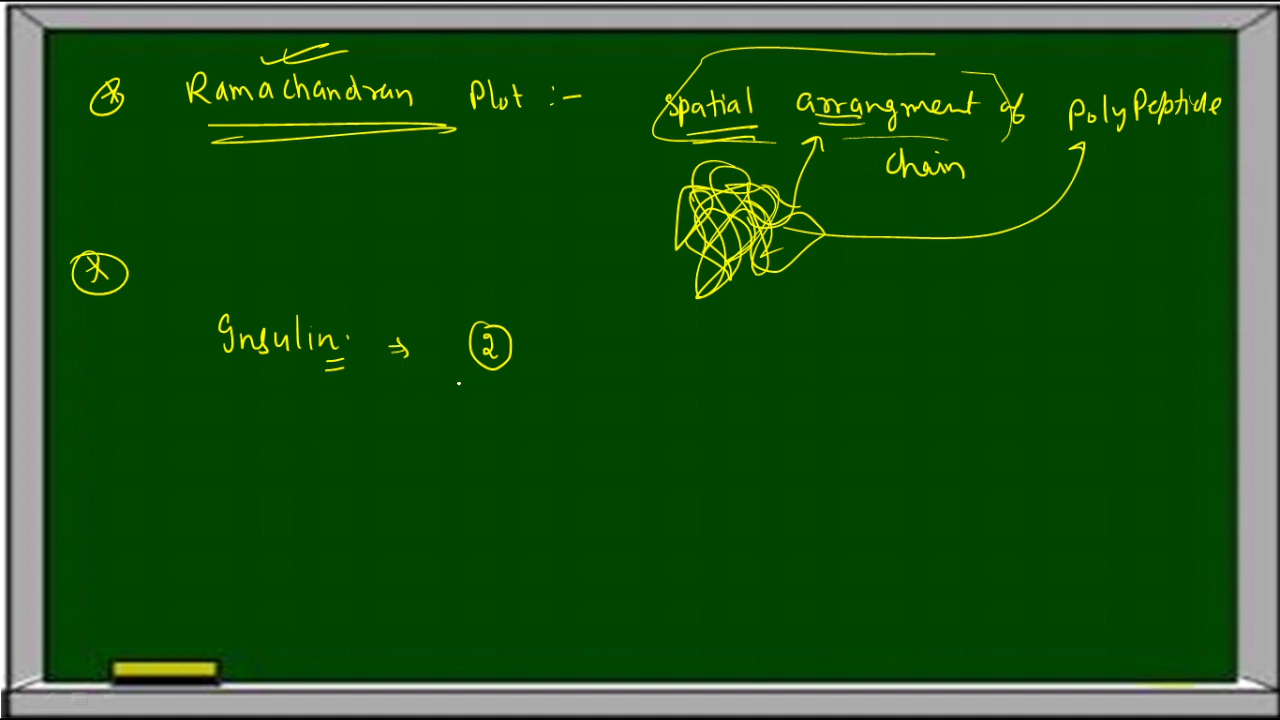 Ramachandran Plot :- Spatial arrangment of PolyPeptide
chain
Insulin. ⇒ 2